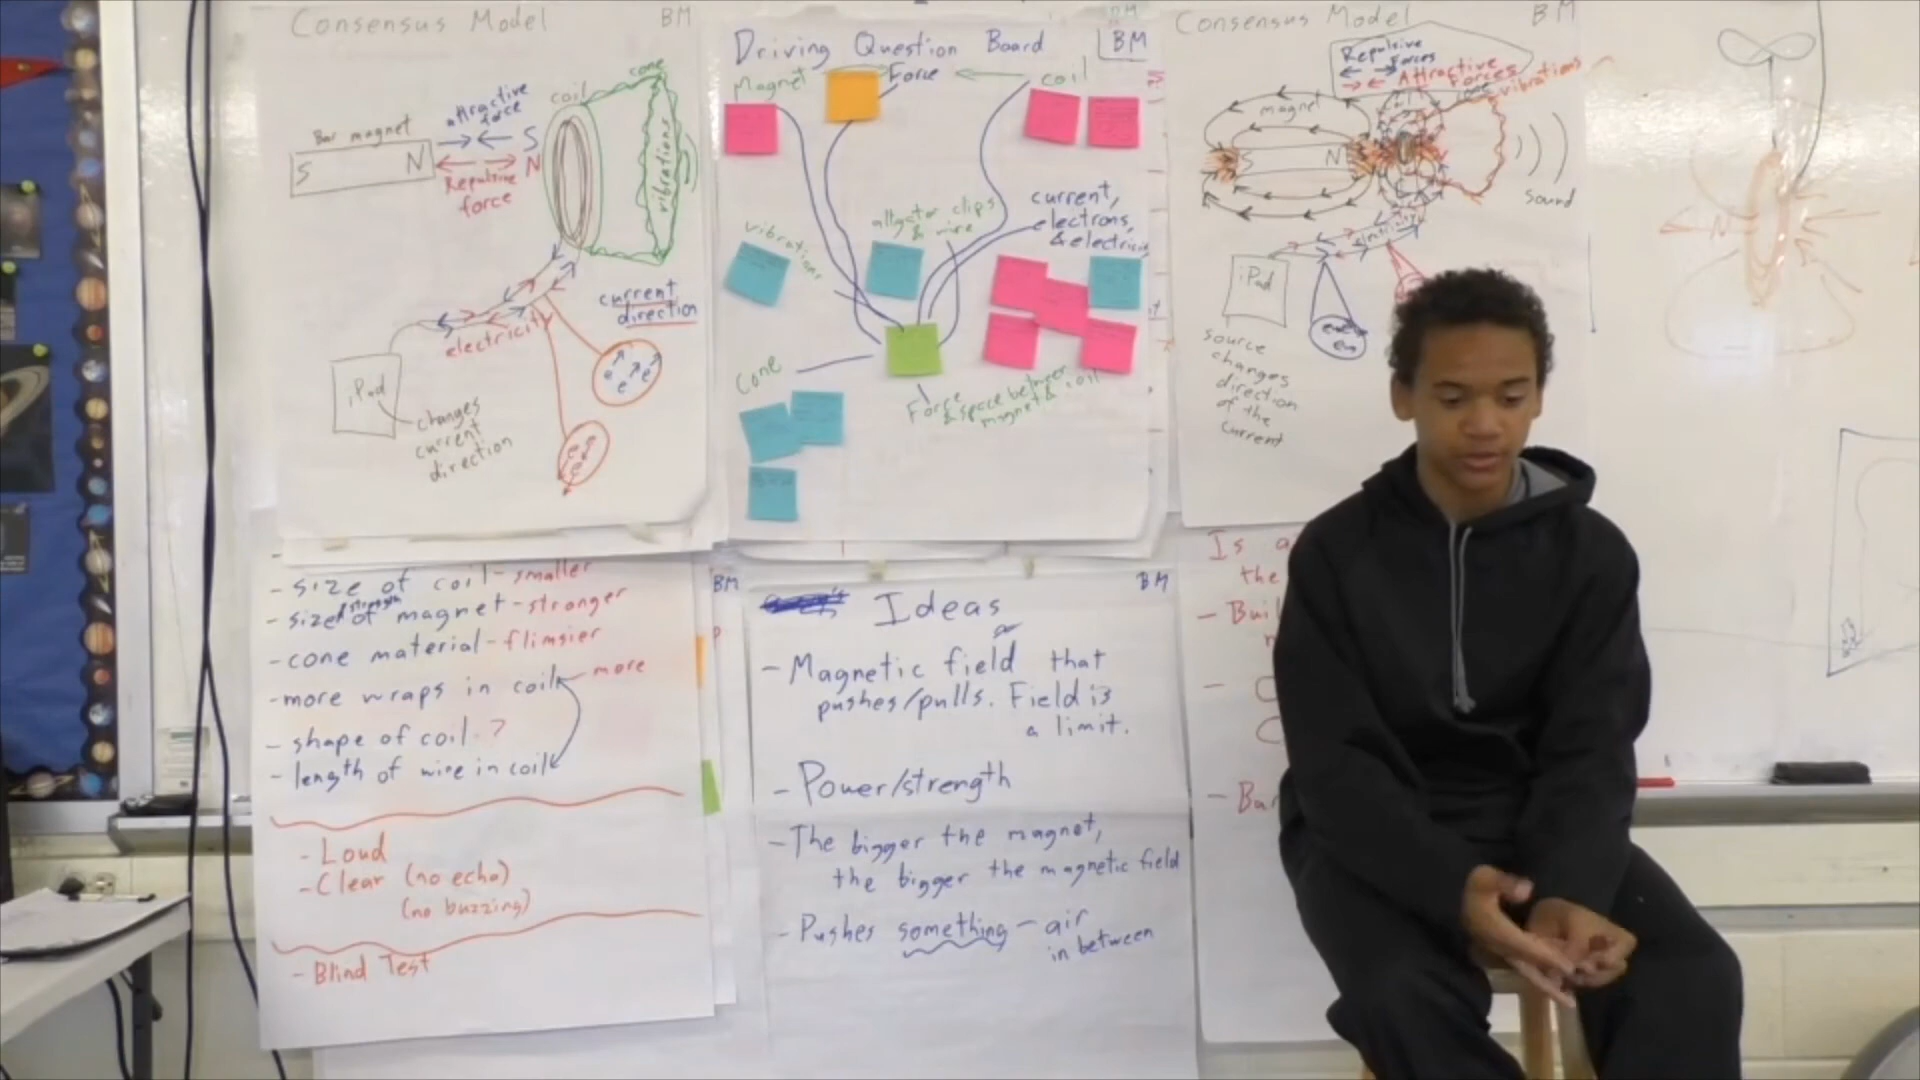 Consensus Model BM
Bar magnet
S N
attractive
force
S
N
Repulsive
force
coil
cone
vibrations
electricity
current
direction
iPad
changes
current
direction
e e e
e
Driving Question Board BM
Magnet
Force
coil
vibrations
alligator clips
& wire
current,
electrons,
& electricity
Cone
Force
& space between
magnet & coil
Consensus Model BM
Repulsive
Forces
Attractive
Forces
vibrations
magnet
S N
sound
iPad
source
changes
direction
of the
current
N
- size of coil - smaller
- size of magnet - stronger
& strength
- cone material - flimsier
- more wraps in coil more
- shape of coil ?
- length of wire in coil
- Loud
- Clear (no echo)
(no buzzing)
- Blind Test
BM
BM
Ideas
- Magnetic field that
pushes/pulls. Field is
a limit.
- Power/strength
- The bigger the magnet,
the bigger the magnetic field
- Pushes something - air
in between
Is
the